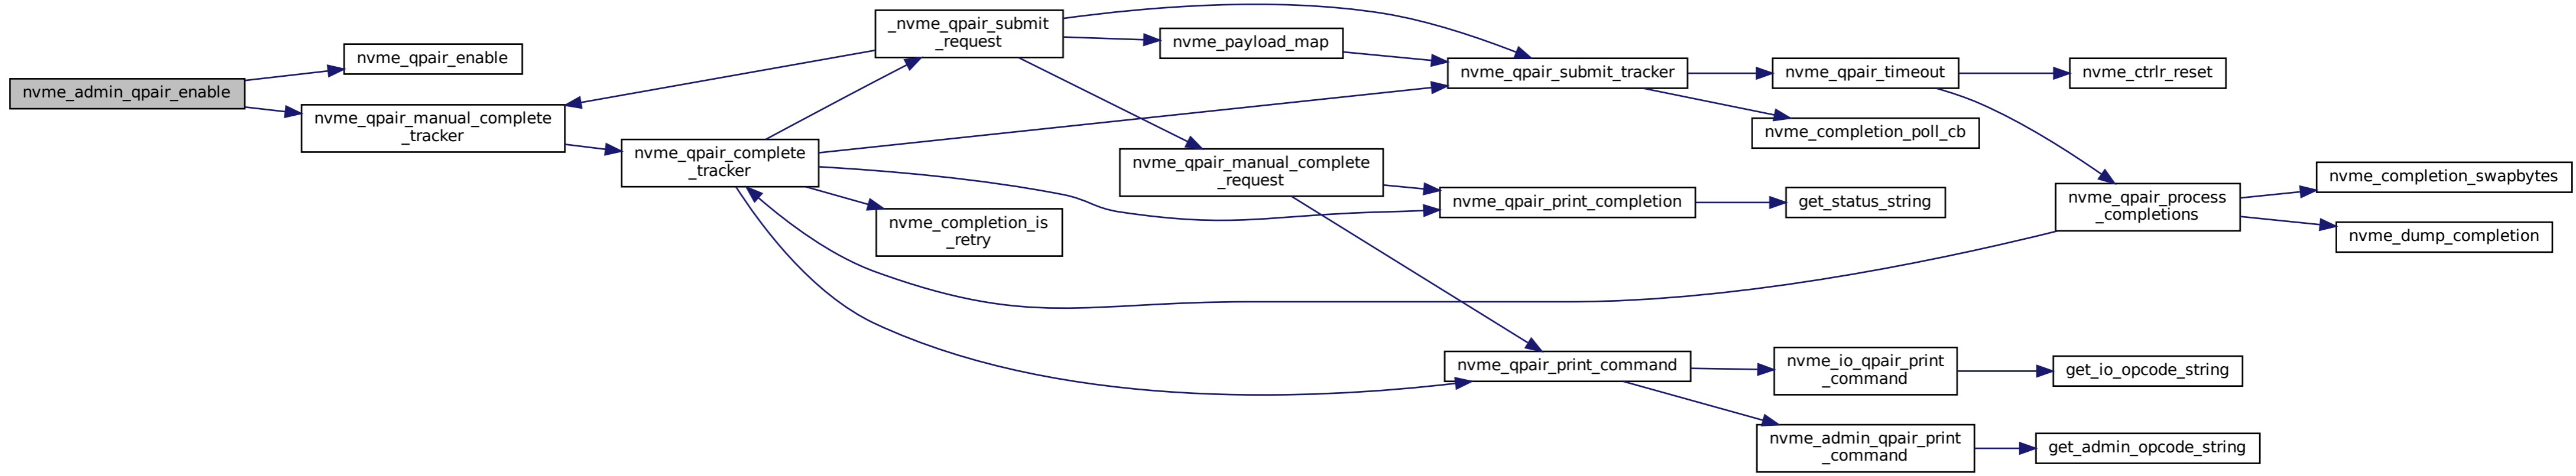 nvme_admin_qpair_enable
nvme_qpair_enable
nvme_qpair_manual_complete
_tracker
nvme_qpair_complete
_tracker
_nvme_qpair_submit
_request
nvme_completion_is
_retry
nvme_payload_map
nvme_qpair_manual_complete
_request
nvme_qpair_submit_tracker
nvme_qpair_print_completion
nvme_qpair_print_command
nvme_qpair_timeout
nvme_completion_poll_cb
get_status_string
nvme_io_qpair_print
_command
nvme_admin_qpair_print
_command
nvme_ctrlr_reset
nvme_qpair_process
_completions
get_io_opcode_string
get_admin_opcode_string
nvme_completion_swapbytes
nvme_dump_completion